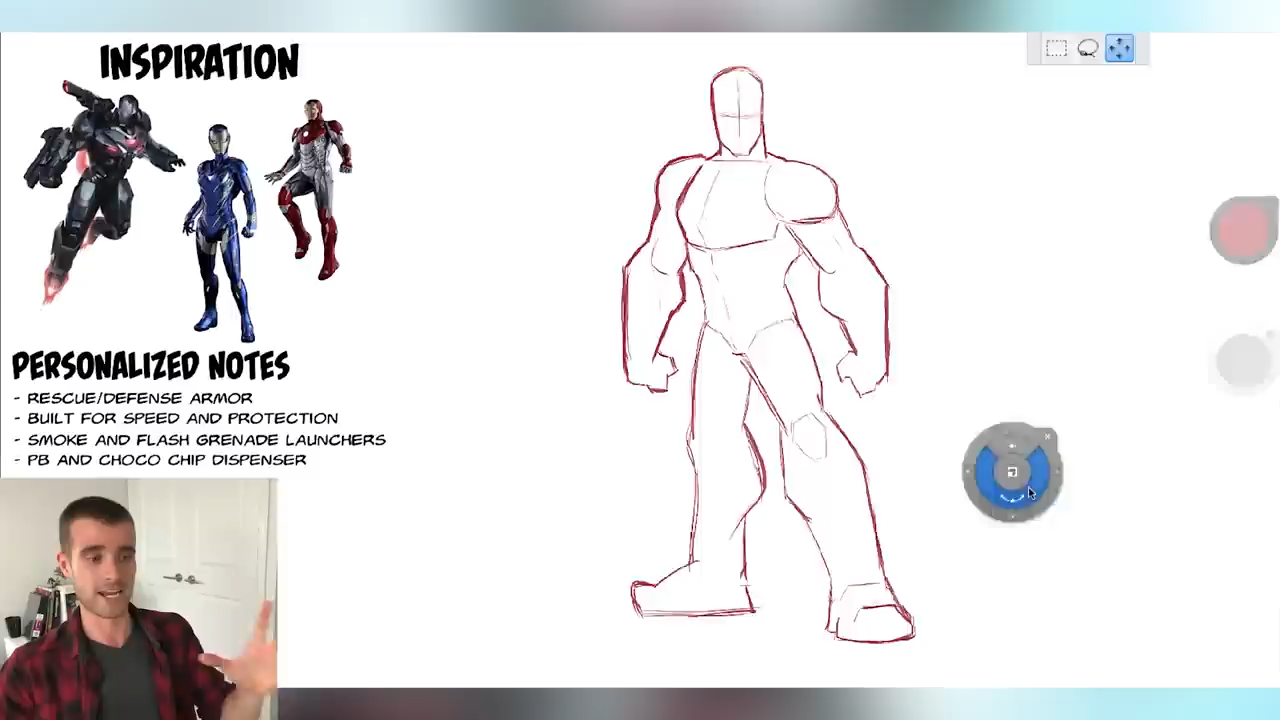 INSPIRATION
PERSONALIZED NOTES
- RESCUE/DEFENSE ARMOR
- BUILT FOR SPEED AND PROTECTION
- SMOKE AND FLASH GRENADE LAUNCHERS
- PB AND CHOCO CHIP DISPENSER